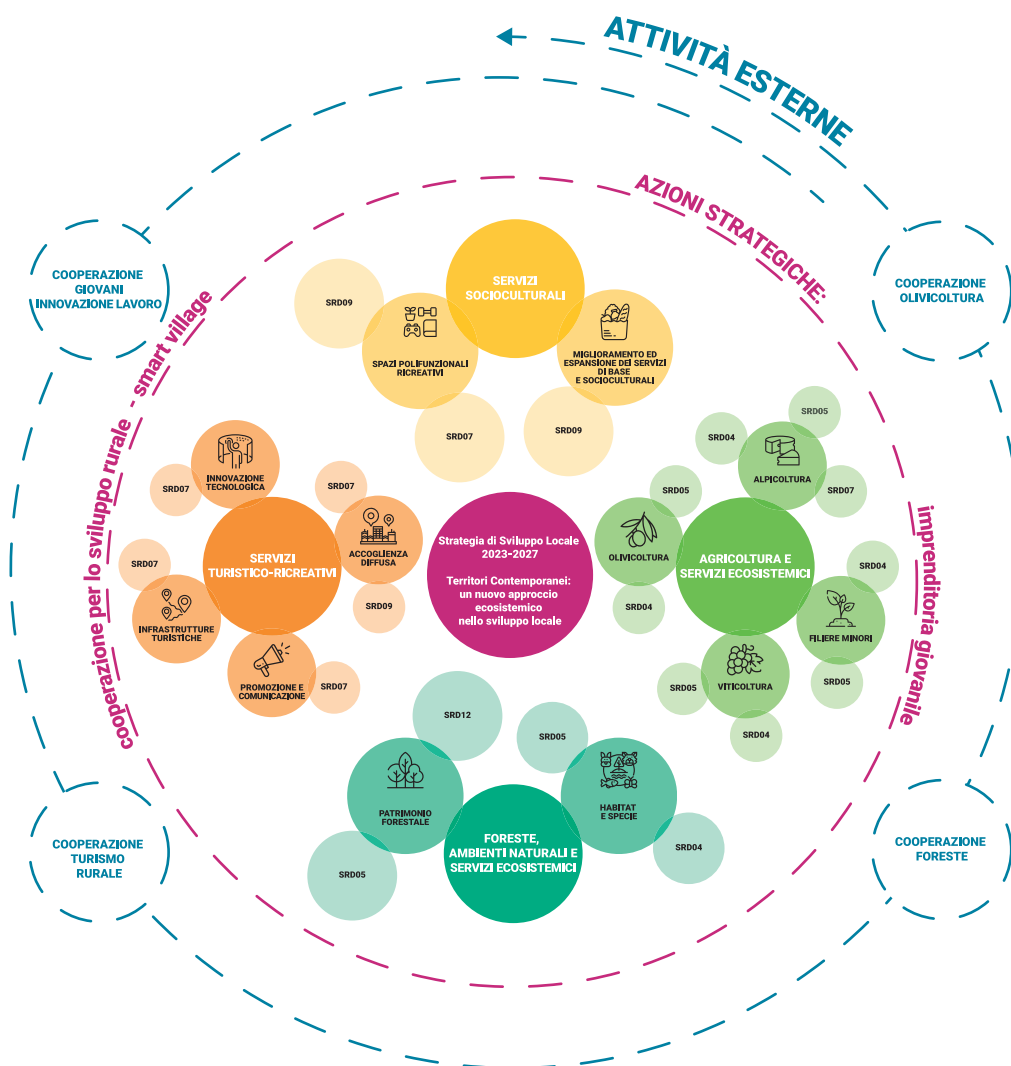 ATTIVITÀ ESTERNE
AZIONI STRATEGICHE:
imprenditoria giovanile
cooperazione per lo sviluppo rurale - smart village
COOPERAZIONE
GIOVANI
INNOVAZIONE LAVORO
COOPERAZIONE
OLIVICOLTURA
COOPERAZIONE
TURISMO
RURALE
COOPERAZIONE
FORESTE
SERVIZI
SOCIOCULTURALI
SRD09
SPAZI POLIFUNZIONALI
RICREATIVI
SRD07
MIGLIORAMENTO ED
ESPANSIONE DEI SERVIZI
DI BASE
E SOCIOCULTURALI
SRD09
SERVIZI
TURISTICO-RICREATIVI
INNOVAZIONE
TECNOLOGICA
SRD07
SRD07
ACCOGLIENZA
DIFFUSA
SRD09
SRD07
INFRASTRUTTURE
TURISTICHE
PROMOZIONE E
COMUNICAZIONE
SRD07
Strategia di Sviluppo Locale
2023-2027
Territori Contemporanei:
un nuovo approccio
ecosistemico
nello sviluppo locale
AGRICOLTURA E
SERVIZI ECOSISTEMICI
SRD05
SRD04
ALPICOLTURA
SRD07
SRD05
OLIVICOLTURA
SRD04
SRD04
FILIERE MINORI
SRD05
VITICOLTURA
SRD05
SRD04
FORESTE,
AMBIENTI NATURALI E
SERVIZI ECOSISTEMICI
SRD12
PATRIMONIO
FORESTALE
SRD05
SRD05
HABITAT
E SPECIE
SRD04